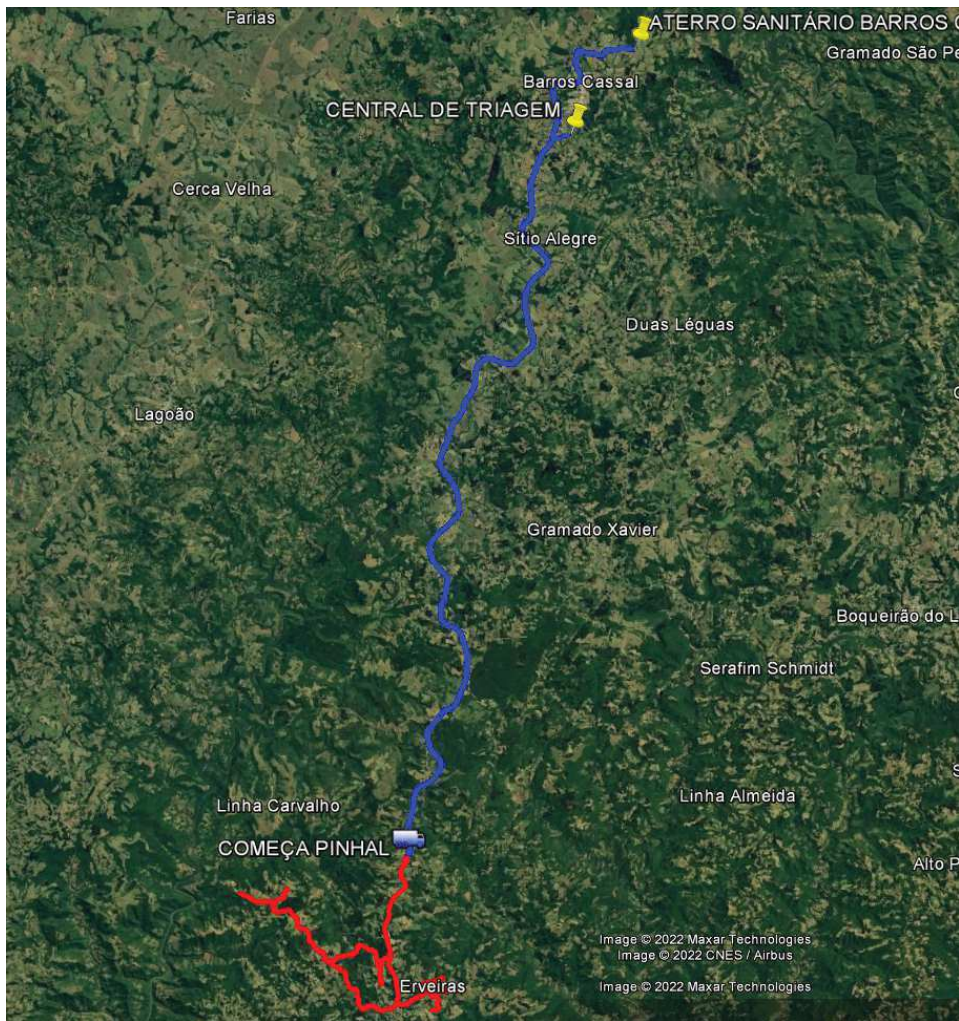 Farias
ATERRO SANITÁRIO BARROS
Gramado São Pe
Barros Cassal
CENTRAL DE TRIAGEM
Cerca Velha
Sítio Alegre
Duas Léguas
Lagoão
Gramado Xavier
Boqueirão do L
Serafim Schmidt
Linha Almeida
Linha Carvalho
COMEÇA PINHAL
Alto P
Image © 2022 Maxar Technologies
Image © 2022 CNES / Airbus
Erveiras
Image © 2022 Maxar Technologies